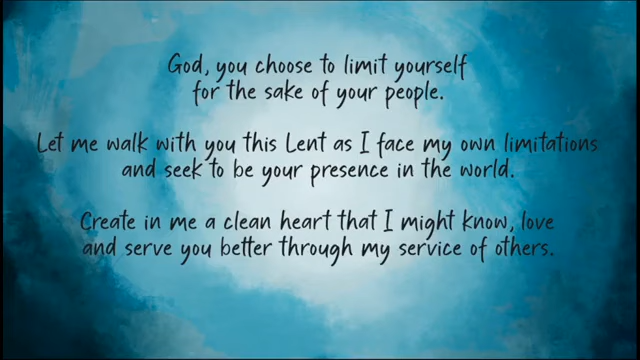 God, you choose to limit yourself
for the sake of your people.
Let me walk with you this Lent as I face my own limitations
and seek to be your presence in the world.
Create in me a clean heart that I might know, love
and serve you better through my service of others.